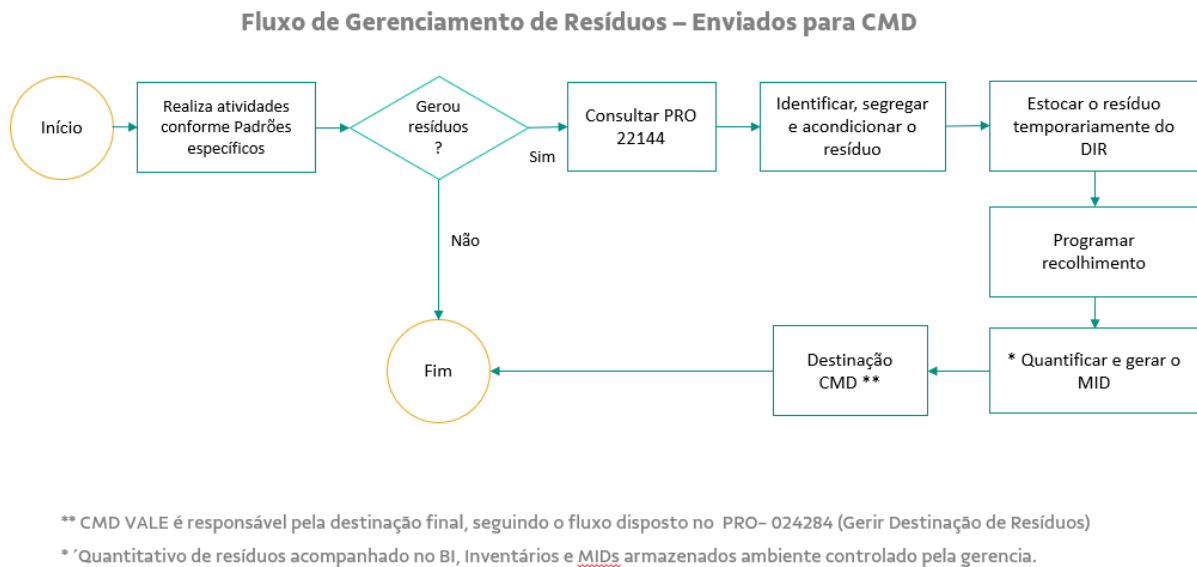 Fluxo de Gerenciamento de Resíduos – Enviados para CMD
Início
Realiza atividades
conforme Padrões
específicos
Gerou
resíduos
?
Sim
Consultar PRO
22144
Identificar, segregar
e acondicionar o
resíduo
Estocar o resíduo
temporariamente do
DIR
Programar
recolhimento
* Quantificar e gerar o
MID
Destinação
CMD **
Não
Fim
** CMD VALE é responsável pela destinação final, seguindo o fluxo disposto no  PRO– 024284 (Gerir Destinação de Resíduos)
* ´Quantitativo de resíduos acompanhado no BI, Inventários e MIDs armazenados ambiente controlado pela gerencia.